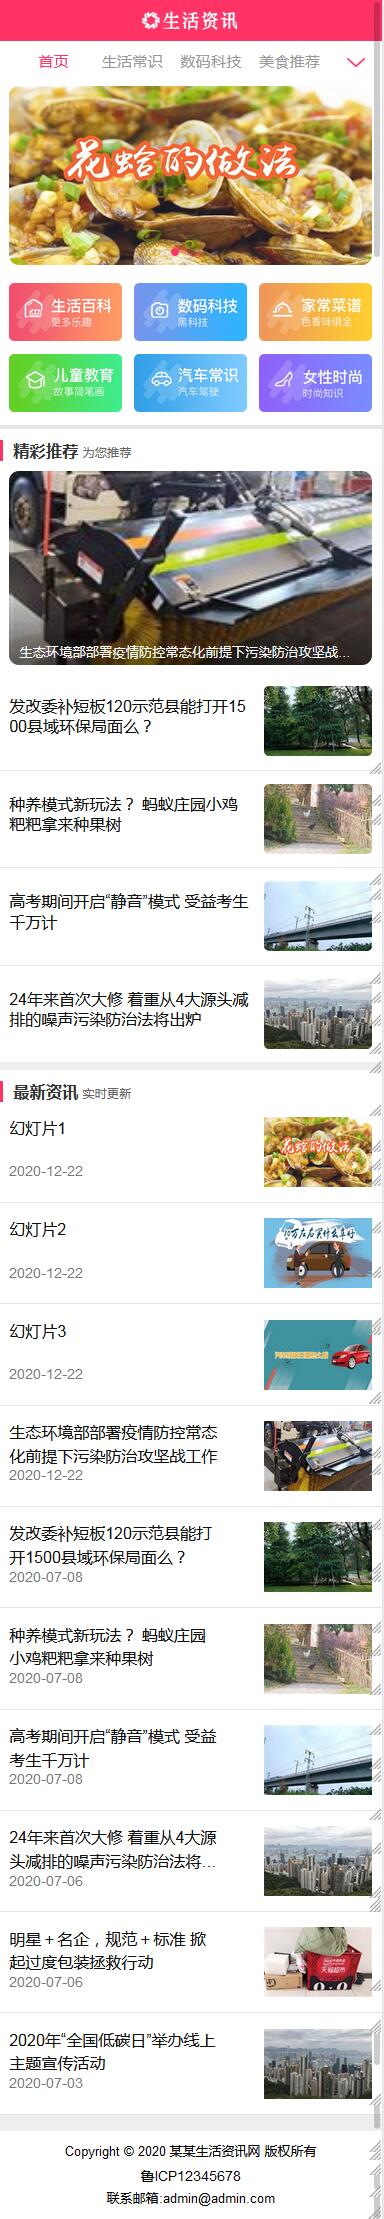 生活资讯
首页 生活常识 数码科技 美食推荐
花蛤的做法
生活百科 数码科技 家常菜谱
更多乐趣 黑科技 色香味俱全
儿童教育 汽车常识 女性时尚
故事简笔画 汽车驾驶 时尚知识
精彩推荐 为您推荐
生态环境部部署疫情防控常态化前提下污染防治攻坚战...
发改委补短板120示范县能打开15
00县域环保局面么？
种养模式新玩法？ 蚂蚁庄园小鸡
粑粑拿来种果树
高考期间开启“静音”模式 受益考生
千万计
24年来首次大修 着重从4大源头减
排的噪声污染防治法将出炉
最新资讯 实时更新
幻灯片1
花蛤的做法
2020-12-22
幻灯片2
2020-12-22
幻灯片3
2020-12-22
生态环境部部署疫情防控常态
化前提下污染防治攻坚战工作
2020-12-22
发改委补短板120示范县能打
开1500县域环保局面么？
2020-07-08
种养模式新玩法？ 蚂蚁庄园
小鸡粑粑拿来种果树
2020-07-08
高考期间开启“静音”模式 受益
考生千万计
2020-07-08
24年来首次大修 着重从4大源
头减排的噪声污染防治法将...
2020-07-06
明星＋名企，规范＋标准 掀
起过度包装拯救行动
天猫超市
2020-07-06
2020年“全国低碳日”举办线上
主题宣传活动
2020-07-03
Copyright © 2020 某某生活资讯网 版权所有
鲁ICP12345678
联系邮箱:admin@admin.com